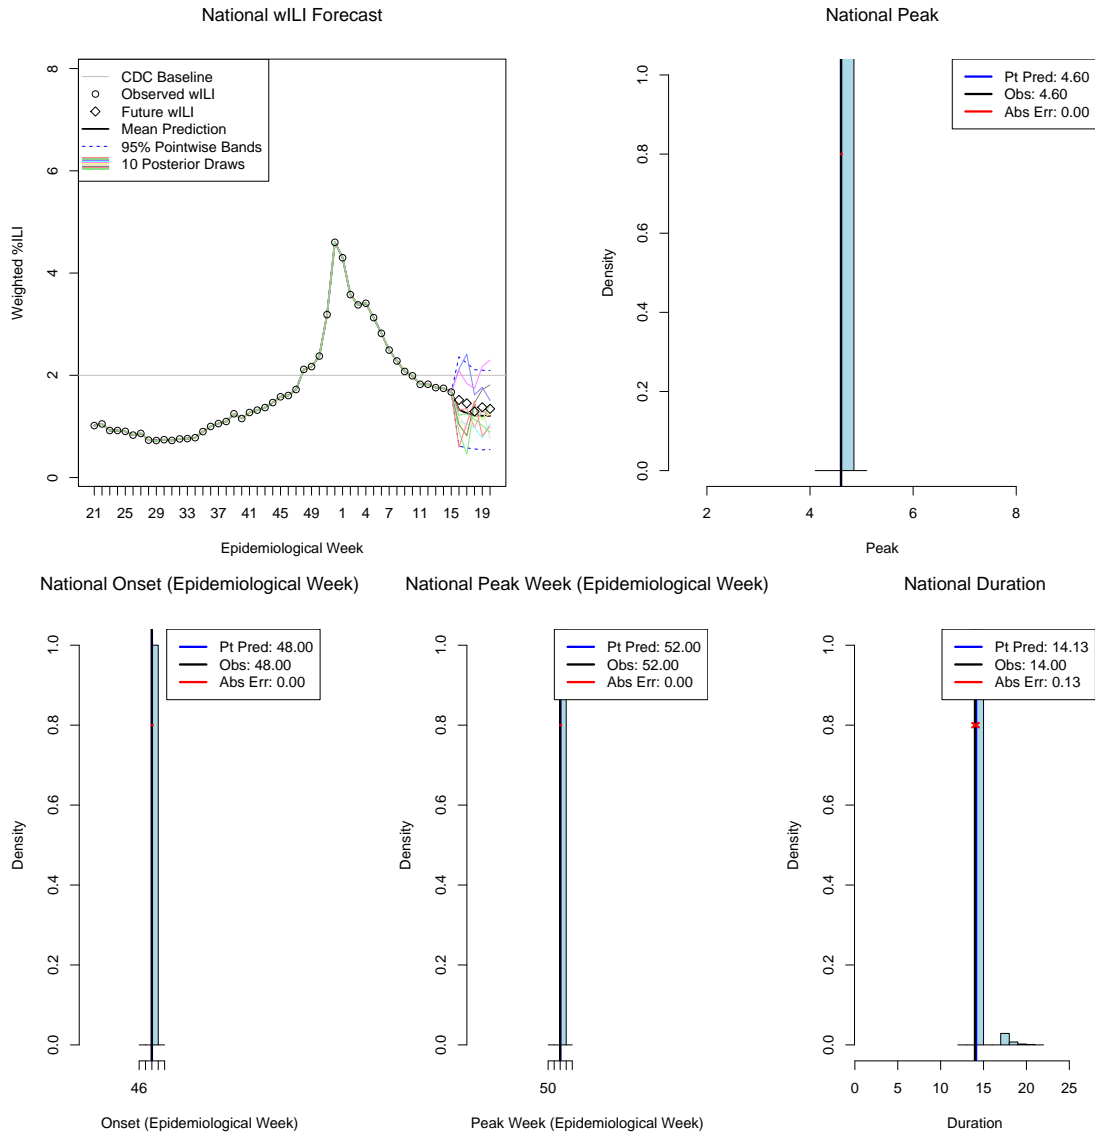 National wILI Forecast
CDC Baseline
Observed wILI
Future wILI
Mean Prediction
95% Pointwise Bands
10 Posterior Draws
Weighted %ILI
0 2 4 6 8
21 25 29 33 37 41 45 49 1 4 7 11 15 19
Epidemiological Week
National Peak
Pt Pred: 4.60
Obs: 4.60
Abs Err: 0.00
Density
0.0 0.2 0.4 0.6 0.8 1.0
2 4 6 8
Peak
National Onset (Epidemiological Week)
Pt Pred: 48.00
Obs: 48.00
Abs Err: 0.00
Density
0.0 0.2 0.4 0.6 0.8 1.0
46
Onset (Epidemiological Week)
National Peak Week (Epidemiological Week)
Pt Pred: 52.00
Obs: 52.00
Abs Err: 0.00
Density
0.0 0.2 0.4 0.6 0.8 1.0
50
Peak Week (Epidemiological Week)
National Duration
Pt Pred: 14.13
Obs: 14.00
Abs Err: 0.13
Density
0.0 0.2 0.4 0.6 0.8 1.0
0 5 10 15 20 25
Duration